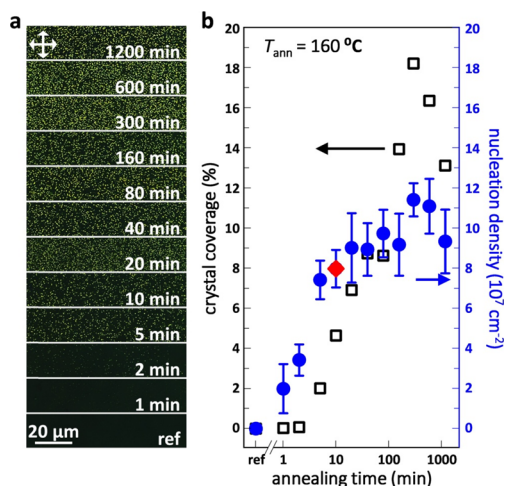 a
1200 min
600 min
300 min
160 min
80 min
40 min
20 min
10 min
5 min
2 min
1 min
20 µm
ref
b
T_ann = 160 ºC
crystal coverage (%)
20
18
16
14
12
10
8
6
4
2
0
20
18
16
14
12
10
8
6
4
2
0
nucleation density (10⁷ cm⁻²)
ref
1
10
100
1000
annealing time (min)